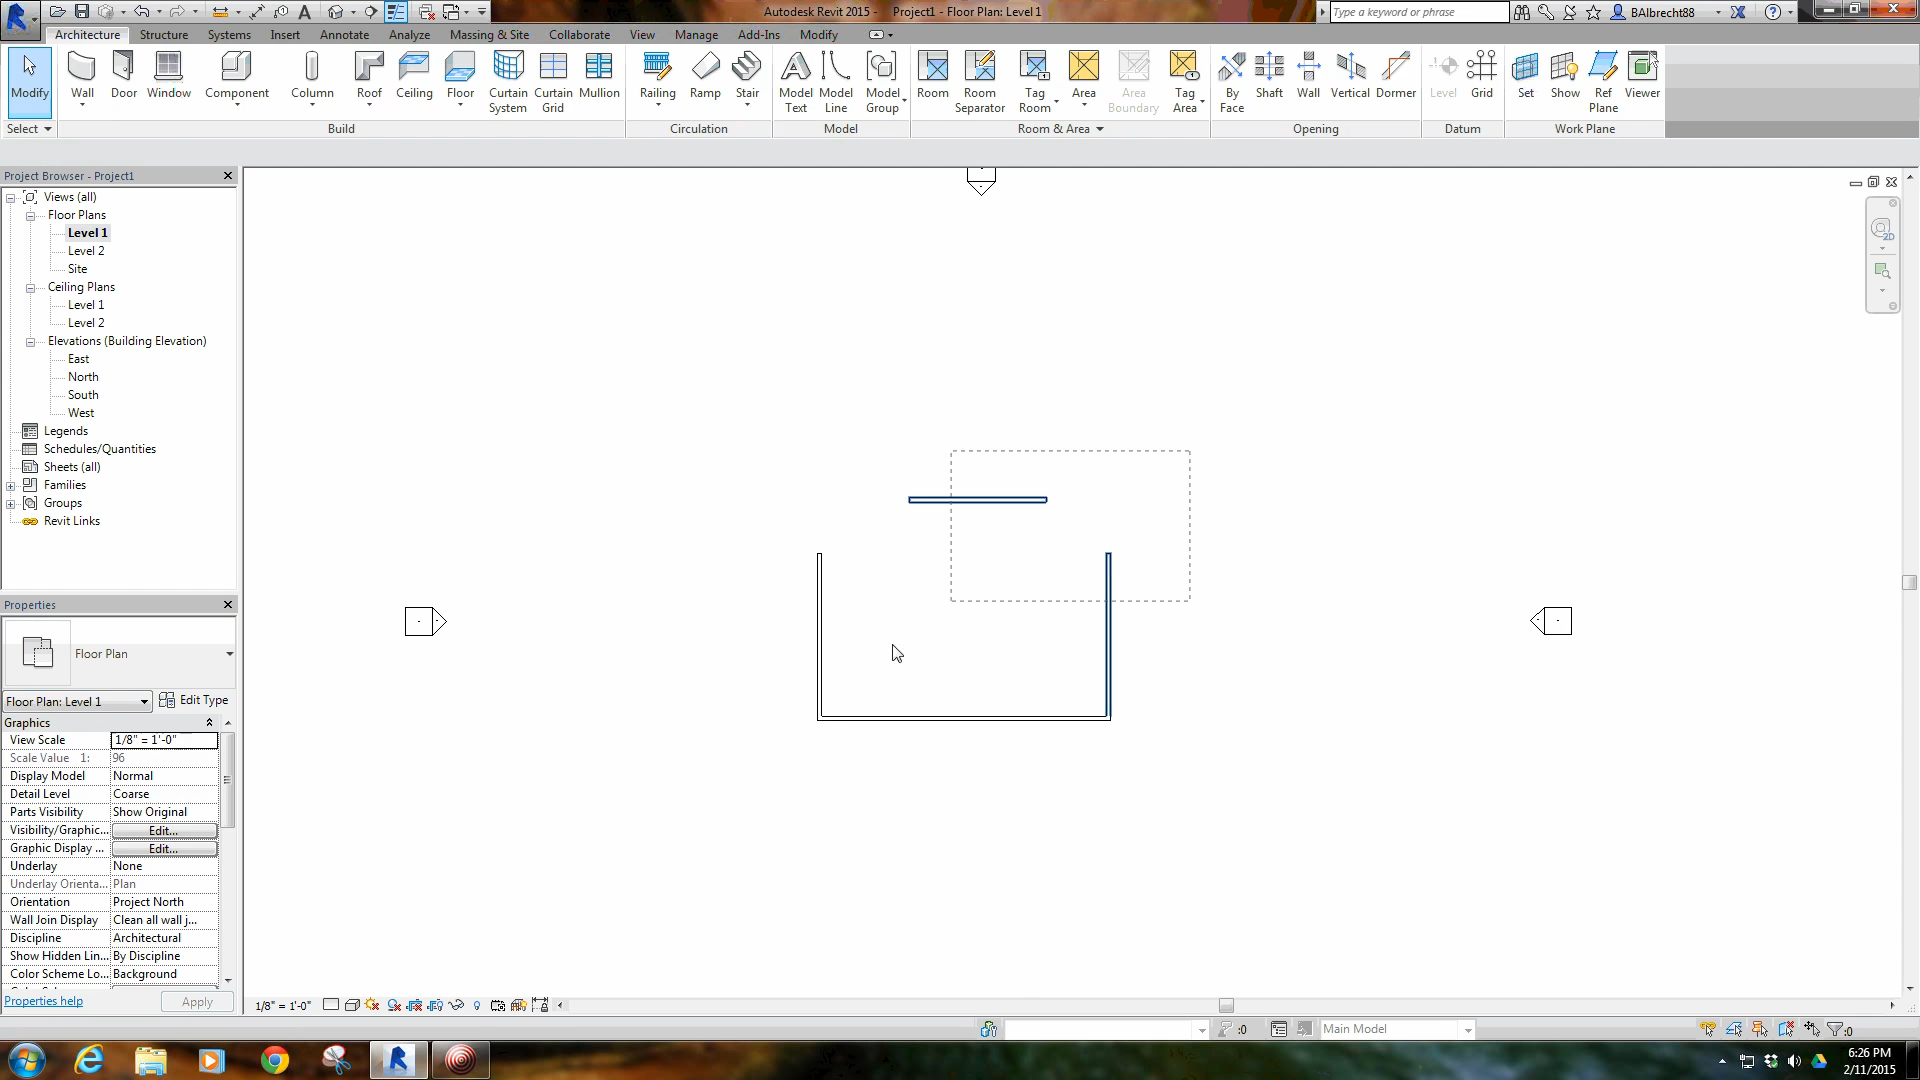 Autodesk Revit 2015 - Project1 - Floor Plan: Level 1
Type a keyword or phrase
BAlbrecht88
Architecture Structure Systems Insert Annotate Analyze Massing & Site Collaborate View Manage Add-Ins Modify
Modify Wall Door Window Component Column Roof Ceiling Floor Curtain System Curtain Grid Mullion Railing Ramp Stair Model Text Model Line Model Group Room Room Separator Tag Room Area Area Boundary Tag Area By Face Shaft Wall Vertical Dormer Level Grid Set Show Ref Plane Viewer
Select Build Circulation Model Room & Area Opening Datum Work Plane
Project Browser - Project1
Views (all)
Floor Plans
Level 1
Level 2
Site
Ceiling Plans
Level 1
Level 2
Elevations (Building Elevation)
East
North
South
West
Legends
Schedules/Quantities
Sheets (all)
Families
Groups
Revit Links
2D
Properties
Floor Plan
Floor Plan: Level 1 Edit Type
Graphics
View Scale 1/8" = 1'-0"
Scale Value 1: 96
Display Model Normal
Detail Level Coarse
Parts Visibility Show Original
Visibility/Graphic... Edit...
Graphic Display ... Edit...
Underlay None
Underlay Orienta... Plan
Orientation Project North
Wall Join Display Clean all wall j...
Discipline Architectural
Show Hidden Lin... By Discipline
Color Scheme Lo... Background
Properties help Apply
1/8" = 1'-0"
:0 Main Model :0
6:26 PM
2/11/2015